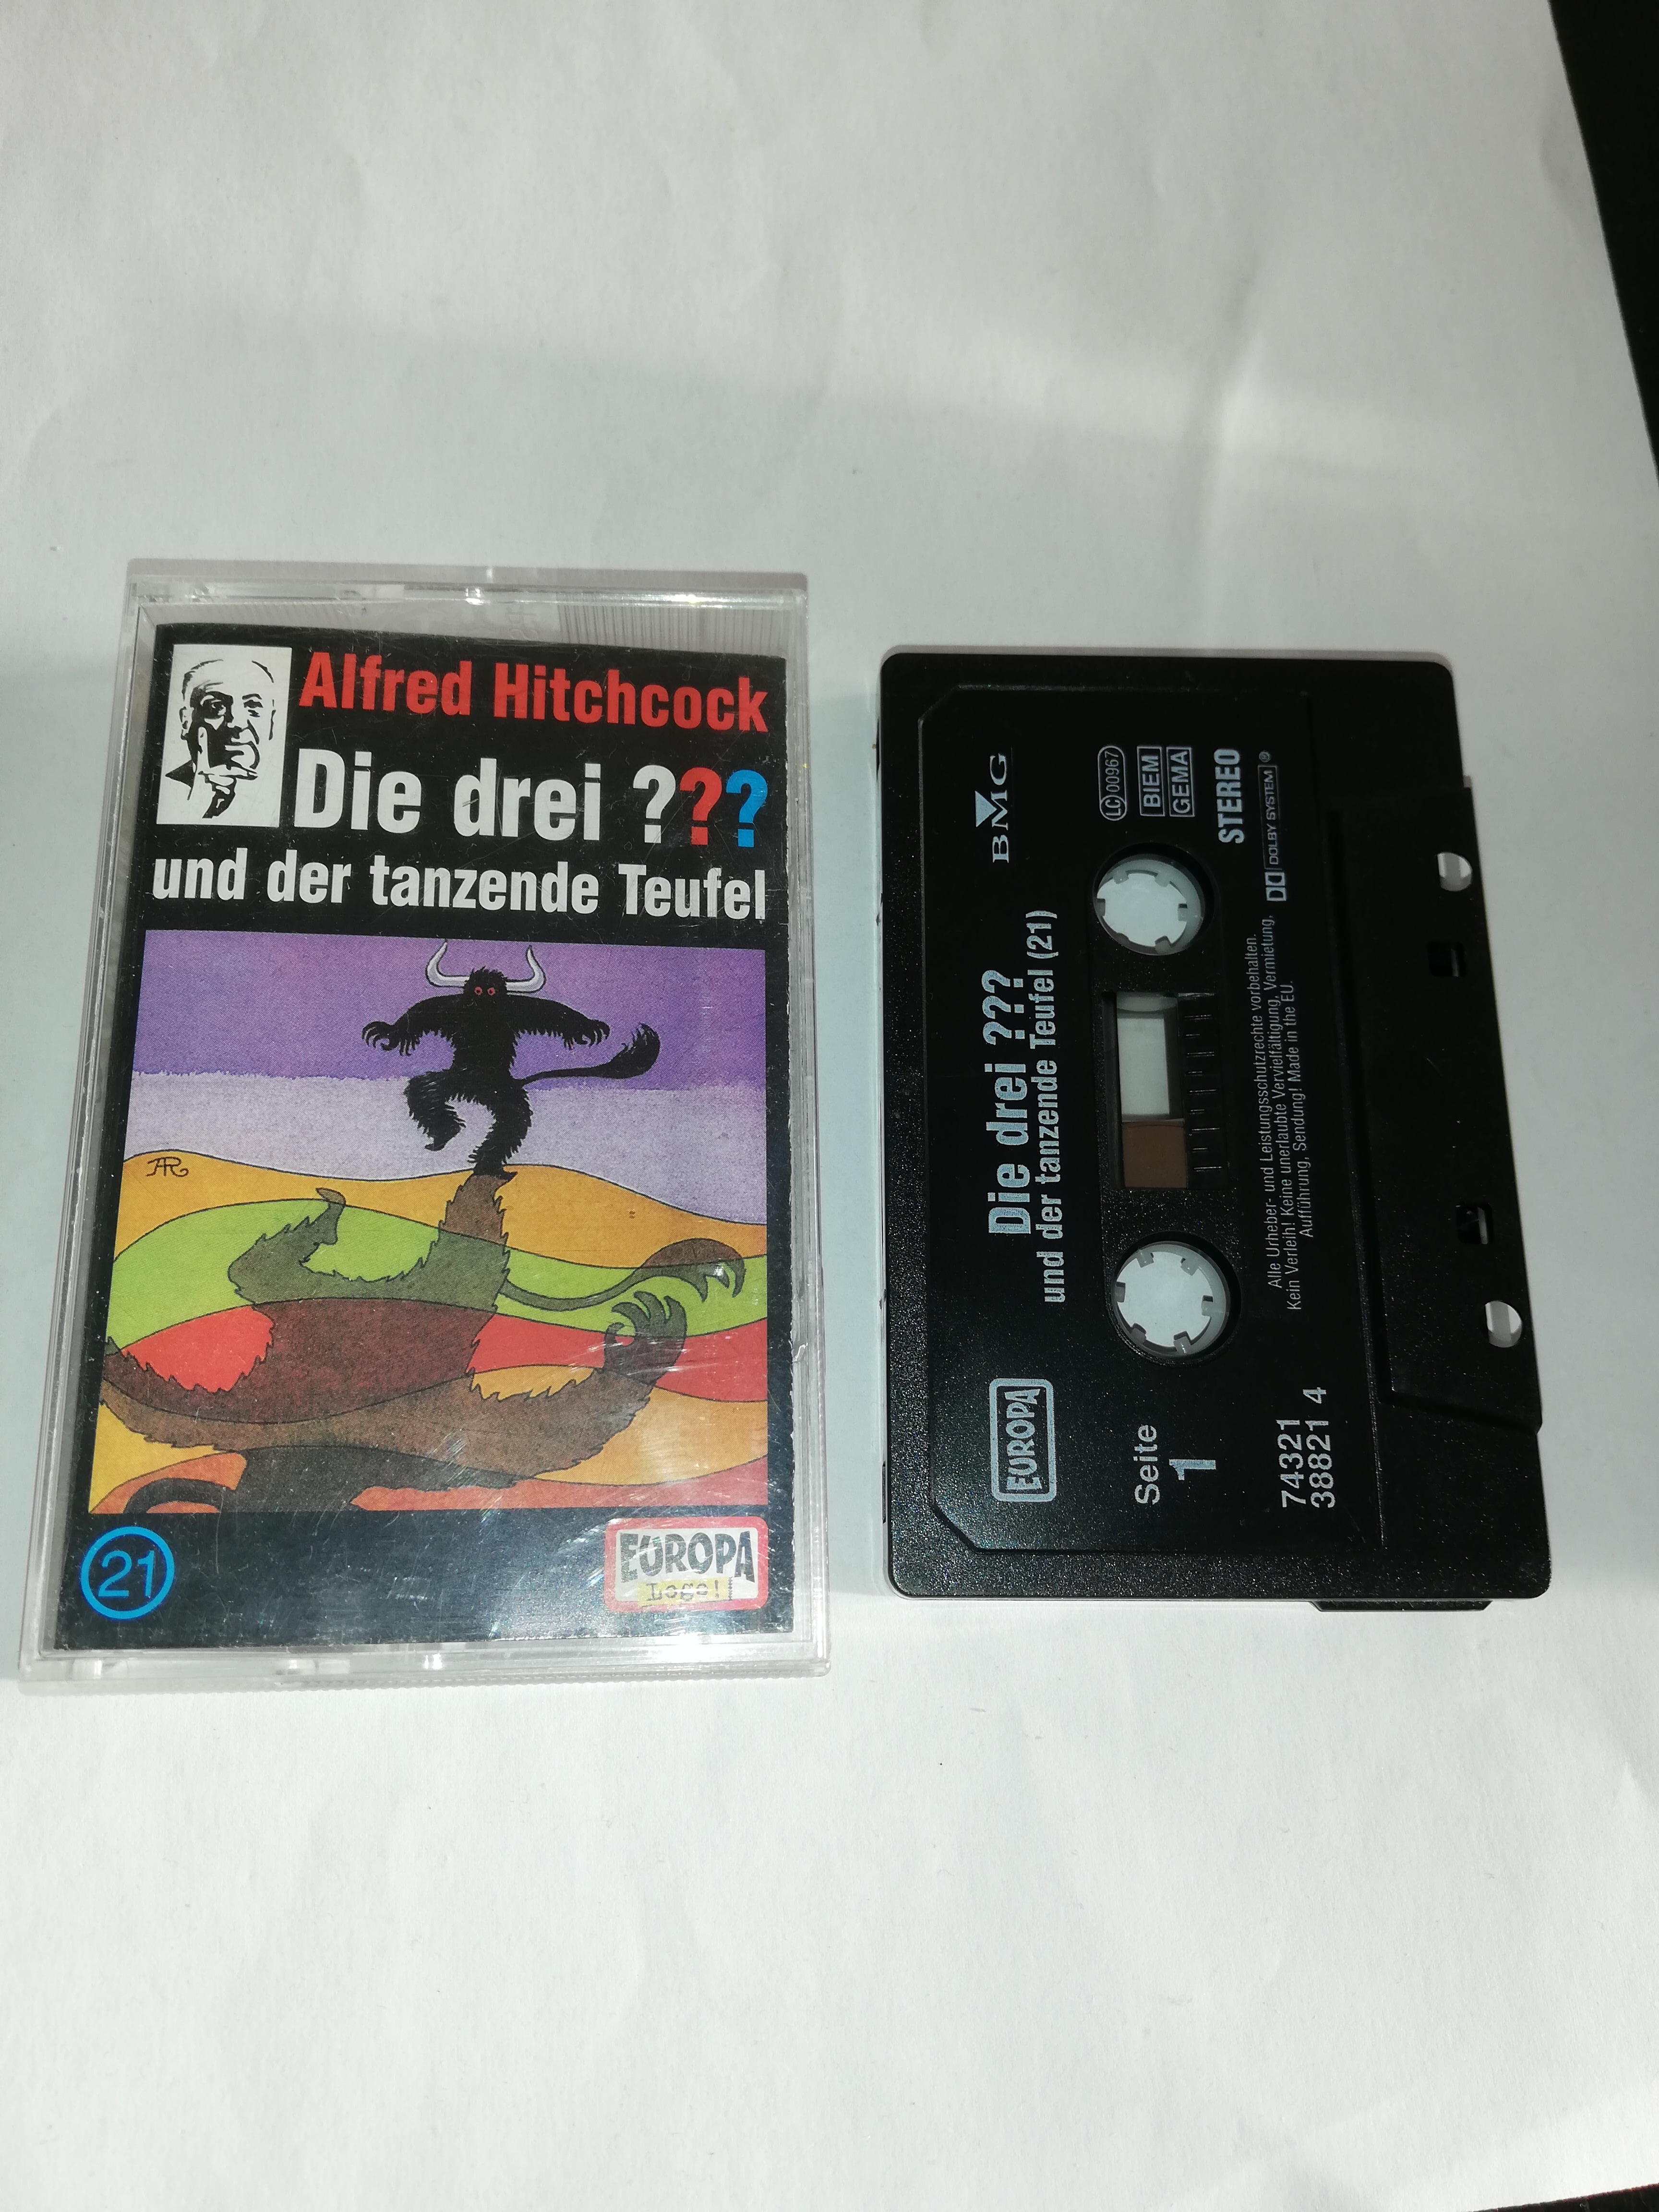 Alfred Hitchcock
Die drei ???
und der tanzende Teufel
AR
21
EUROPA
Logo!
EUROPA
Die drei ???
und der tanzende Teufel (21)
BMG
Seite
1
LC 00967
BIEM
GEMA
STEREO
DOLBY SYSTEM®
Alle Urheber- und Leistungsschutzrechte vorbehalten.
Kein Verleih! Keine unerlaubte Vervielfältigung, Vermietung,
Aufführung, Sendung! Made in the EU.
74321
38821 4